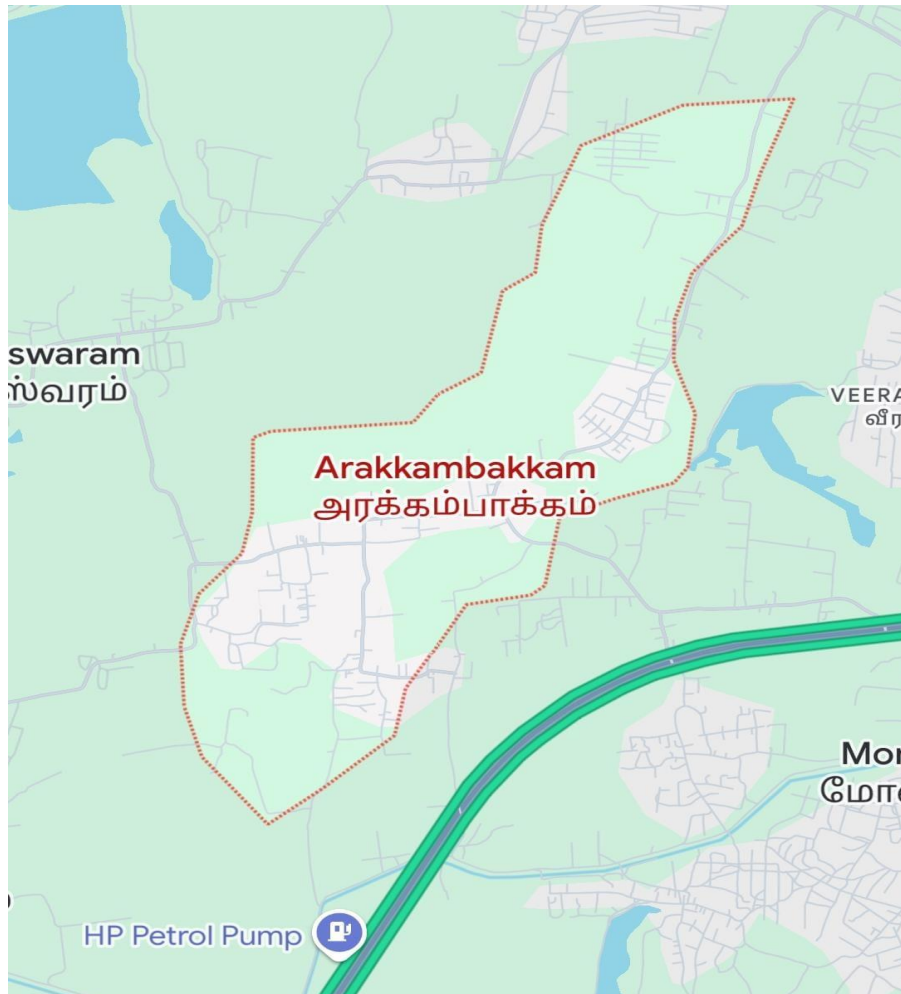 swaram
ஸ்வரம்
VEERA
வீர
Arakkambakkam
அரக்கம்பாக்கம்
Mor
மோ
HP Petrol Pump